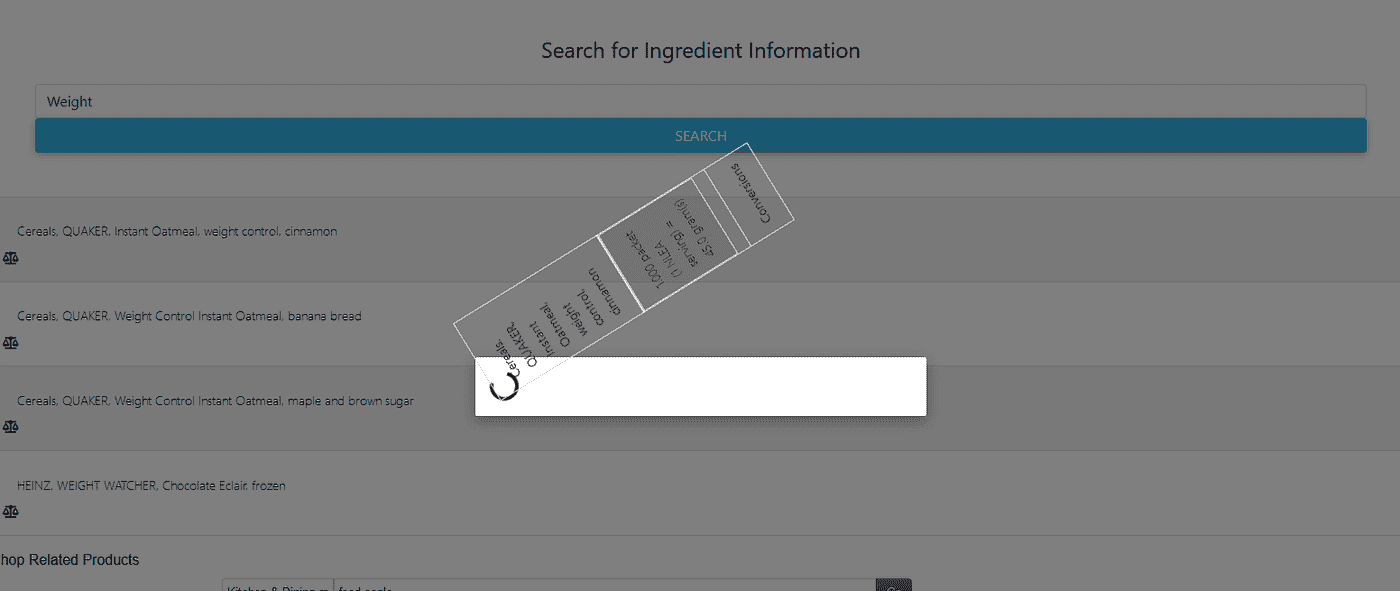 Search for Ingredient Information
Weight
SEARCH
Conversions
1.000 packet
(1 NLEA
serving) =
45.0 gram(s)
Cereals,
QUAKER,
Instant
Oatmeal,
weight
control,
cinnamon
Cereals, QUAKER, Instant Oatmeal, weight control, cinnamon
Cereals, QUAKER, Weight Control Instant Oatmeal, banana bread
Cereals, QUAKER, Weight Control Instant Oatmeal, maple and brown sugar
HEINZ, WEIGHT WATCHER, Chocolate Eclair, frozen
hop Related Products
Kitchen & Dining food scale